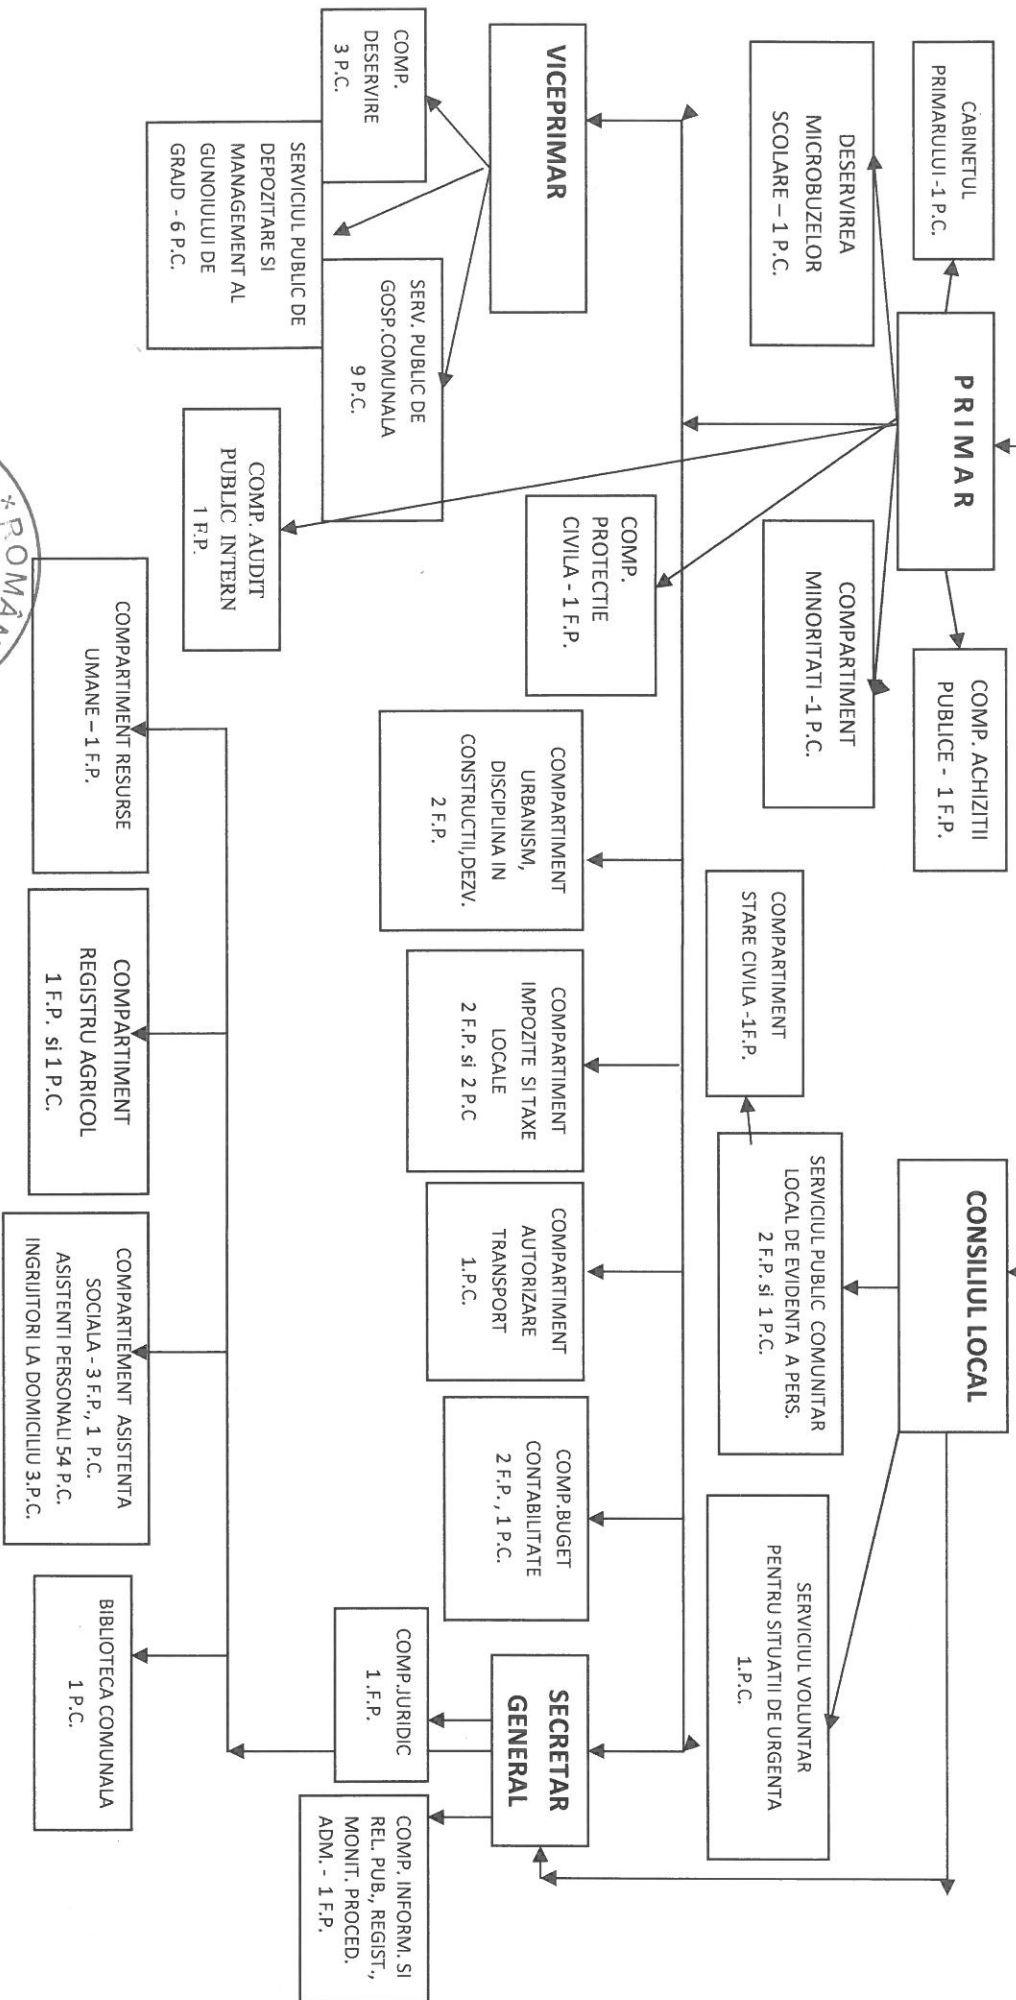 CONSILIUL LOCAL
PRIMAR
CABINETUL
PRIMARULUI -1 P.C.
COMP. ACHIZITII
PUBLICE - 1 F.P.
DESERVIREA
MICROBUZELOR
SCOLARE – 1 P.C.
COMPARTIMENT
MINORITATI -1 P.C.
SERVICIUL PUBLIC COMUNITAR
LOCAL DE EVIDENTA A PERS.
2 F.P. si 1 P.C.
COMPARTIMENT
STARE CIVILA -1F.P.
SERVICIUL VOLUNTAR
PENTRU SITUATII DE URGENTA
1.P.C.
COMP.
PROTECTIE
CIVILA - 1 F.P.
VICEPRIMAR
COMPARTIMENT
URBANISM,
DISCIPLINA IN
CONSTRUCTII,DEZV.
2 F.P.
COMPARTIMENT
IMPOZITE SI TAXE
LOCALE
2 F.P. si 2 P.C
COMPARTIMENT
AUTORIZARE
TRANSPORT
1.P.C.
COMP.BUGET
CONTABILITATE
2 F.P. , 1 P.C.
SECRETAR
GENERAL
COMP.
DESERVIRE
3 P.C.
SERV. PUBLIC DE
GOSP.COMUNALA
9 P.C.
SERVICIUL PUBLIC DE
DEPOZITARE SI
MANAGEMENT AL
GUNOIULUI DE
GRAJD - 6 P.C.
COMP. AUDIT
PUBLIC INTERN
1 F.P.
COMP.JURIDIC
1 .F.P.
COMP. INFORM. SI
REL. PUB., REGIST.,
MONIT. PROCED.
ADM. - 1 F.P.
COMPARTIMENT RESURSE
UMANE – 1 F.P.
COMPARTIMENT
REGISTRU AGRICOL
1 F.P. si 1 P.C.
COMPARTIEMENT ASISTENTA
SOCIALA - 3 F.P., 1 P.C.
ASISTENTI PERSONALI 54 P.C.
INGRIJITORI LA DOMICILIU 3.P.C.
BIBLIOTECA COMUNALA
1 P.C.